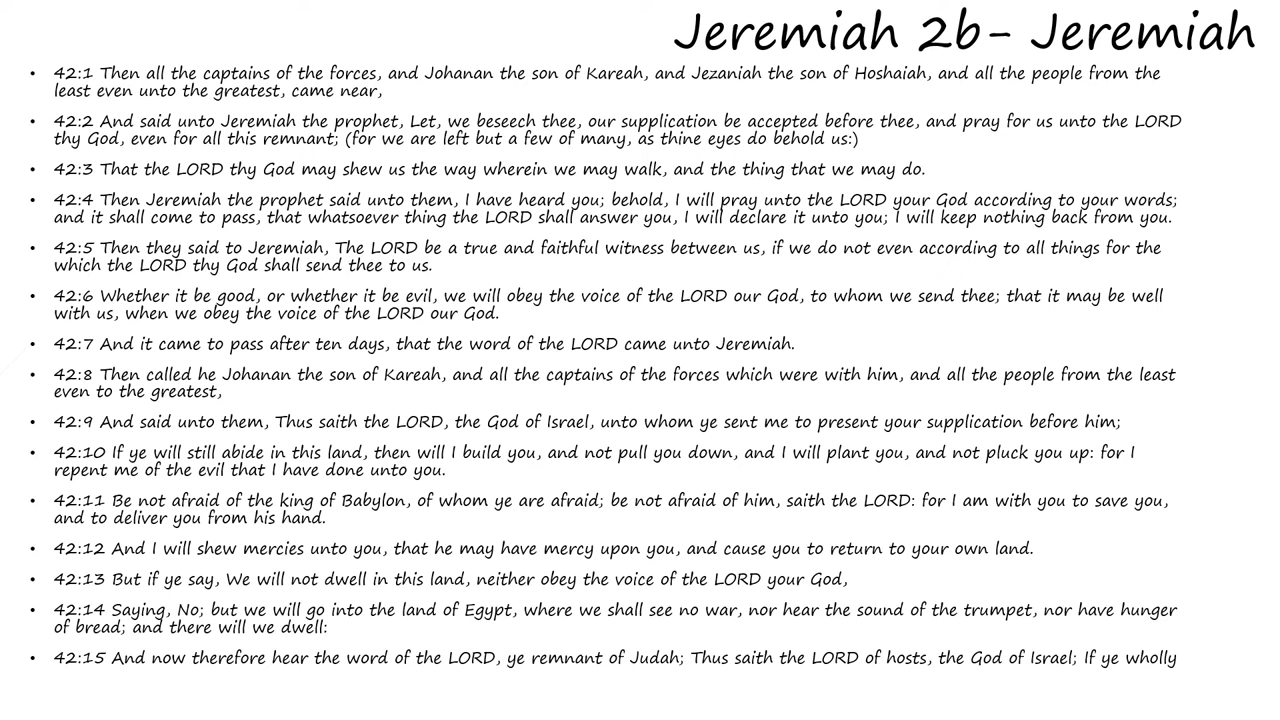 Jeremiah 2b- Jeremiah
• 42:1 Then all the captains of the forces, and Johanan the son of Kareah, and Jezaniah the son of Hoshaiah, and all the people from the
least even unto the greatest, came near,
• 42:2 And said unto Jeremiah the prophet, Let, we beseech thee, our supplication be accepted before thee, and pray for us unto the LORD
thy God, even for all this remnant; (for we are left but a few of many, as thine eyes do behold us:)
• 42:3 That the LORD thy God may shew us the way wherein we may walk, and the thing that we may do.
• 42:4 Then Jeremiah the prophet said unto them, I have heard you; behold, I will pray unto the LORD your God according to your words;
and it shall come to pass, that whatsoever thing the LORD shall answer you, I will declare it unto you; I will keep nothing back from you.
• 42:5 Then they said to Jeremiah, The LORD be a true and faithful witness between us, if we do not even according to all things for the
which the LORD thy God shall send thee to us.
• 42:6 Whether it be good, or whether it be evil, we will obey the voice of the LORD our God, to whom we send thee; that it may be well
with us, when we obey the voice of the LORD our God.
• 42:7 And it came to pass after ten days, that the word of the LORD came unto Jeremiah.
• 42:8 Then called he Johanan the son of Kareah, and all the captains of the forces which were with him, and all the people from the least
even to the greatest,
• 42:9 And said unto them, Thus saith the LORD, the God of Israel, unto whom ye sent me to present your supplication before him;
• 42:10 If ye will still abide in this land, then will I build you, and not pull you down, and I will plant you, and not pluck you up: for I
repent me of the evil that I have done unto you.
• 42:11 Be not afraid of the king of Babylon, of whom ye are afraid; be not afraid of him, saith the LORD: for I am with you to save you,
and to deliver you from his hand.
• 42:12 And I will shew mercies unto you, that he may have mercy upon you, and cause you to return to your own land.
• 42:13 But if ye say, We will not dwell in this land, neither obey the voice of the LORD your God,
• 42:14 Saying, No; but we will go into the land of Egypt, where we shall see no war, nor hear the sound of the trumpet, nor have hunger
of bread; and there will we dwell:
• 42:15 And now therefore hear the word of the LORD, ye remnant of Judah; Thus saith the LORD of hosts, the God of Israel; If ye wholly